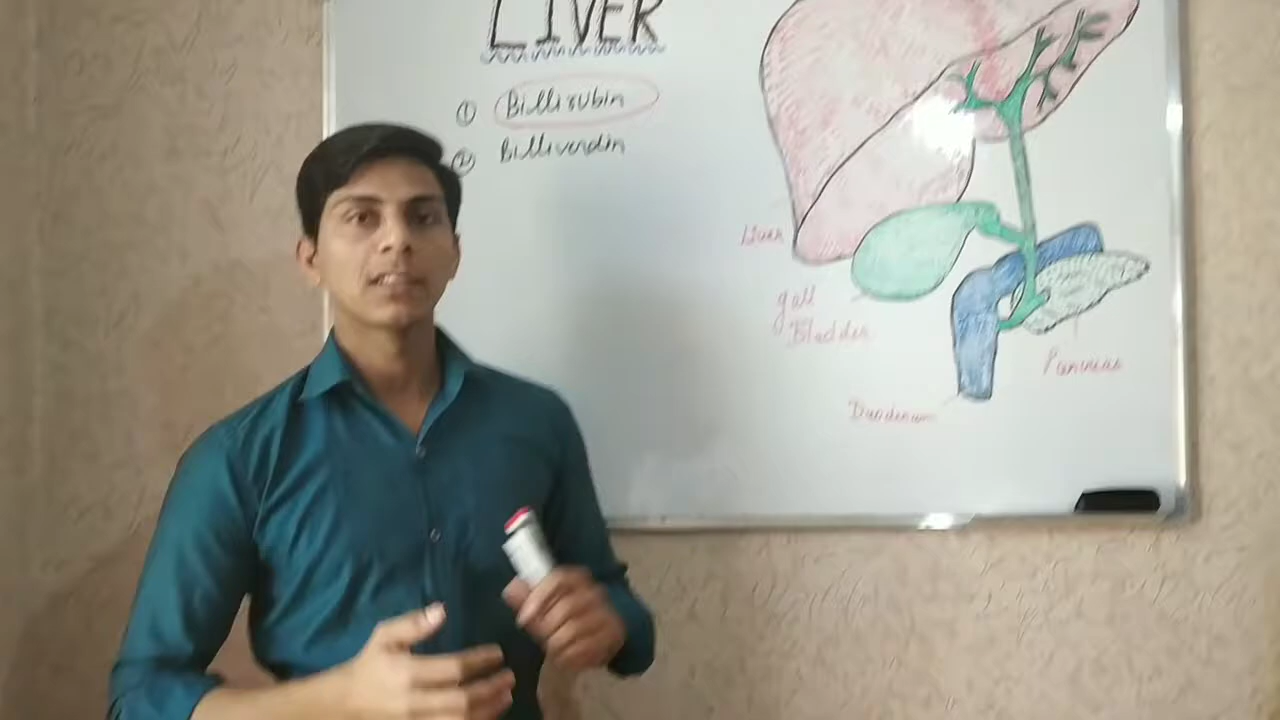 LIVER
① Billirubin
② Billiverdin
Liver
gall
Bladder
Pancreas
Duodenum